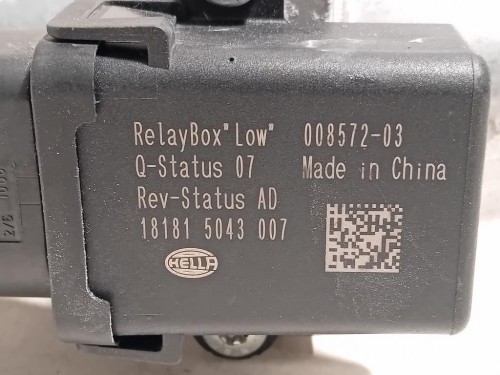 RelayBox"Low" 008572-03
Q-Status 07 Made in China
Rev-Status AD
18181 5043 007
HELLA